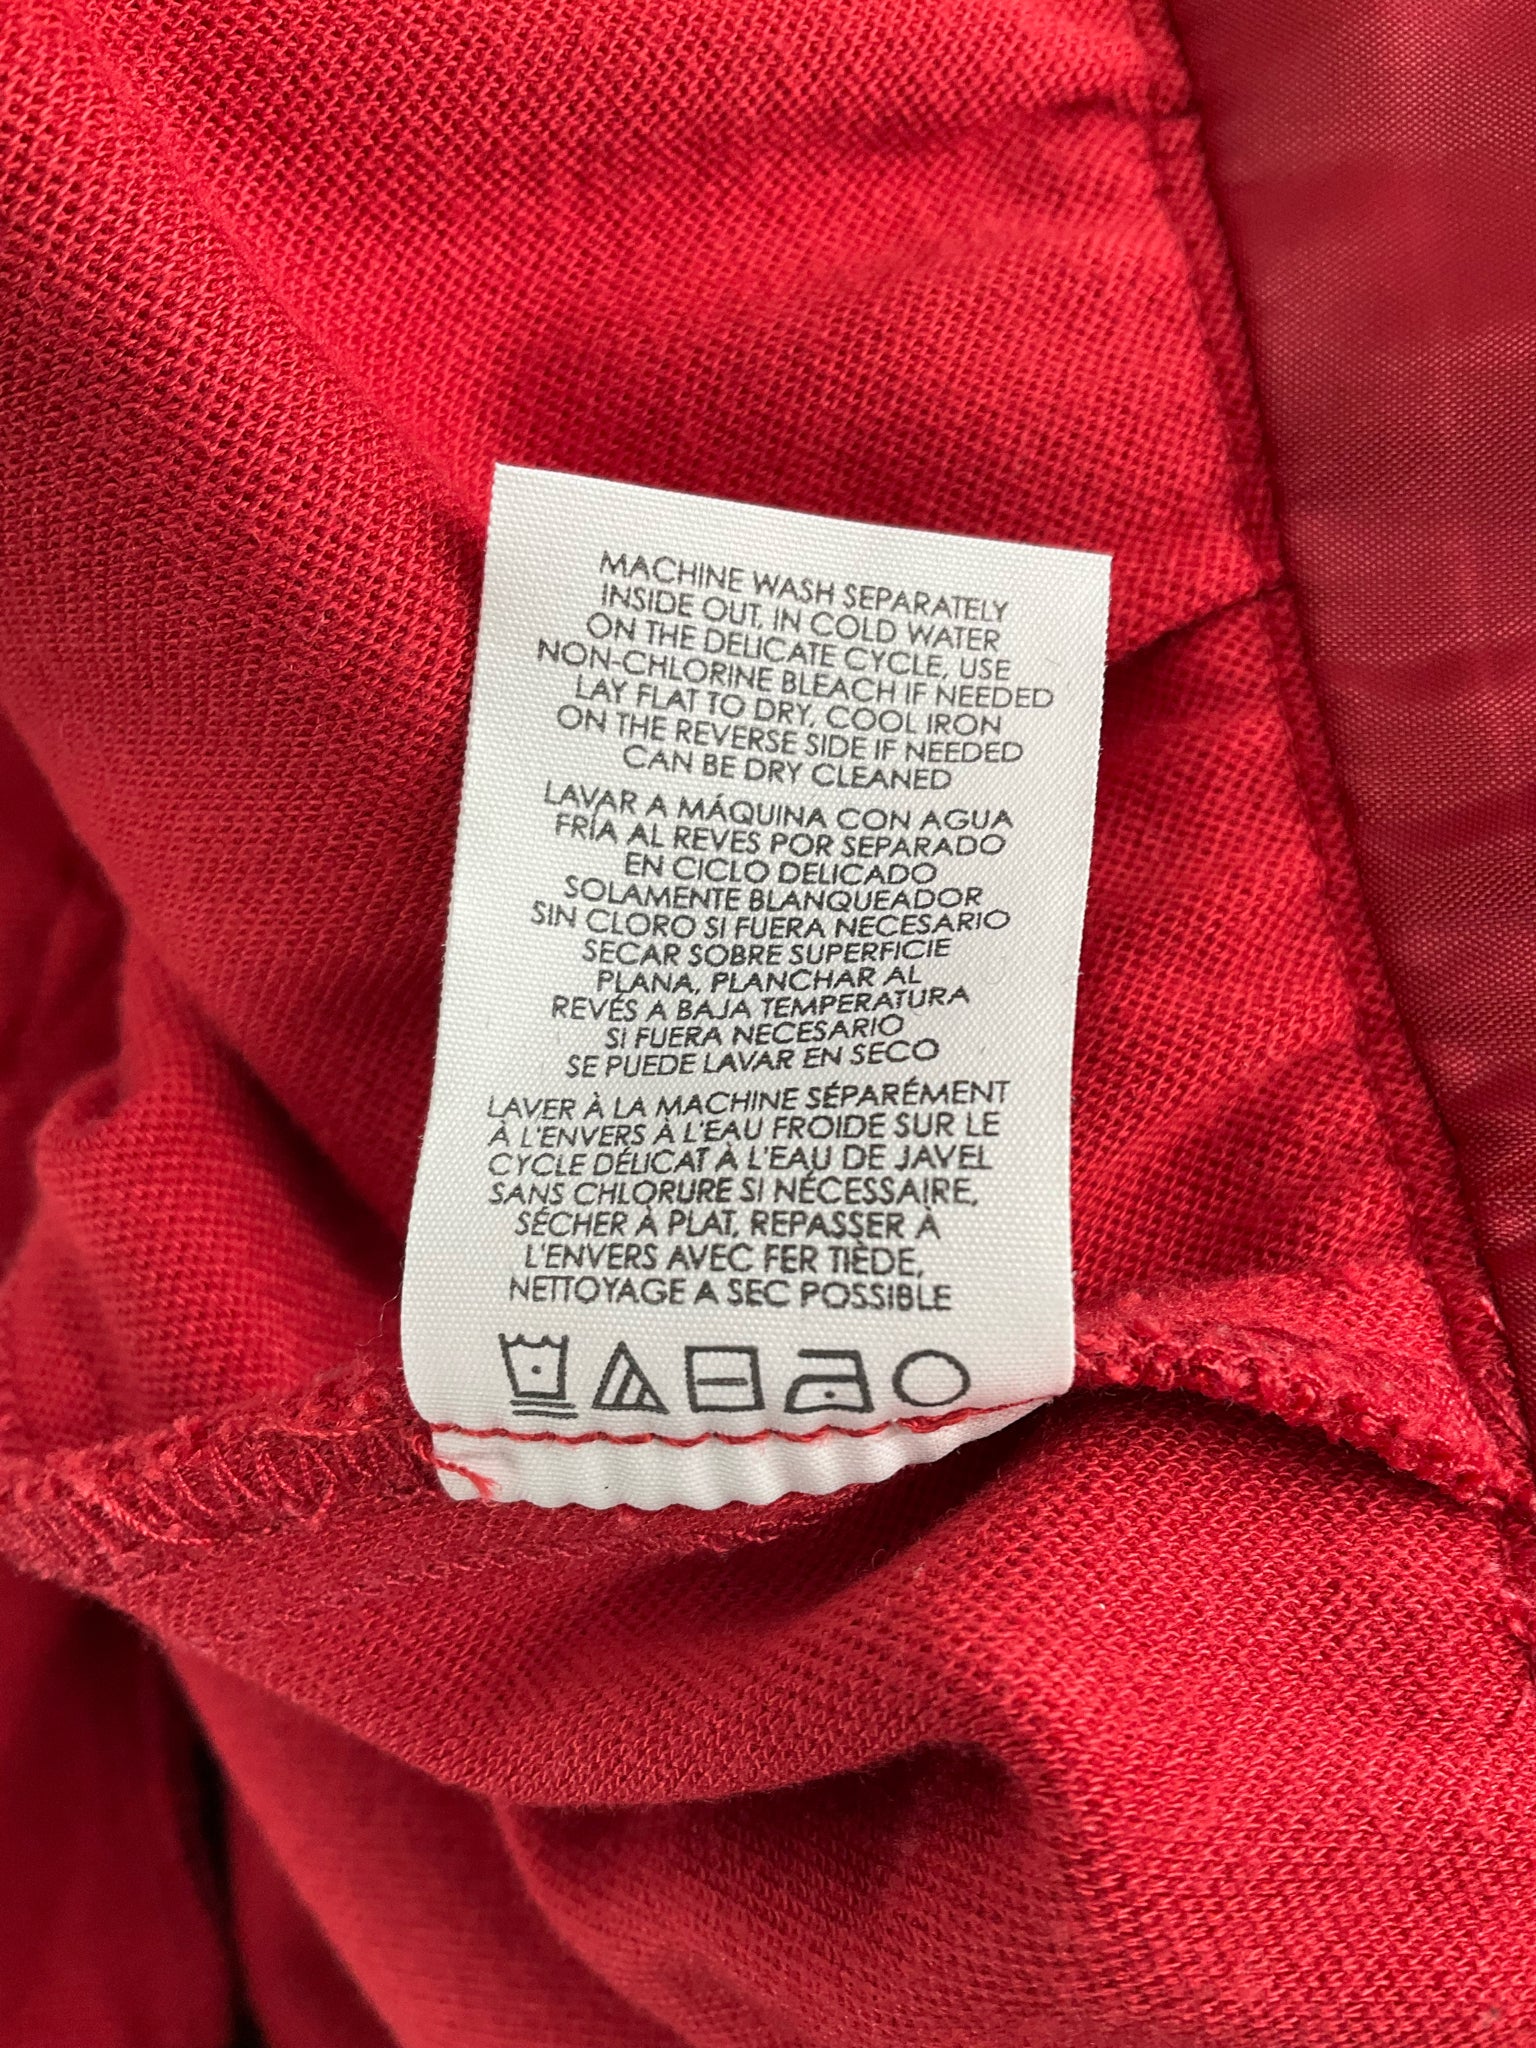 MACHINE WASH SEPARATELY
INSIDE OUT, IN COLD WATER
ON THE DELICATE CYCLE, USE
NON-CHLORINE BLEACH IF NEEDED
LAY FLAT TO DRY, COOL IRON
ON THE REVERSE SIDE IF NEEDED
CAN BE DRY CLEANED
LAVAR A MÁQUINA CON AGUA
FRÍA AL REVES POR SEPARADO
EN CICLO DELICADO
SOLAMENTE BLANQUEADOR
SIN CLORO SI FUERA NECESARIO
SECAR SOBRE SUPERFICIE
PLANA, PLANCHAR AL
REVÉS A BAJA TEMPERATURA
SI FUERA NECESARIO
SE PUEDE LAVAR EN SECO
LAVER À LA MACHINE SÉPARÉMENT
À L'ENVERS À L'EAU FROIDE SUR LE
CYCLE DÉLICAT À L'EAU DE JAVEL
SANS CHLORURE SI NÉCESSAIRE,
SÉCHER À PLAT, REPASSER À
L'ENVERS AVEC FER TIÈDE,
NETTOYAGE A SEC POSSIBLE